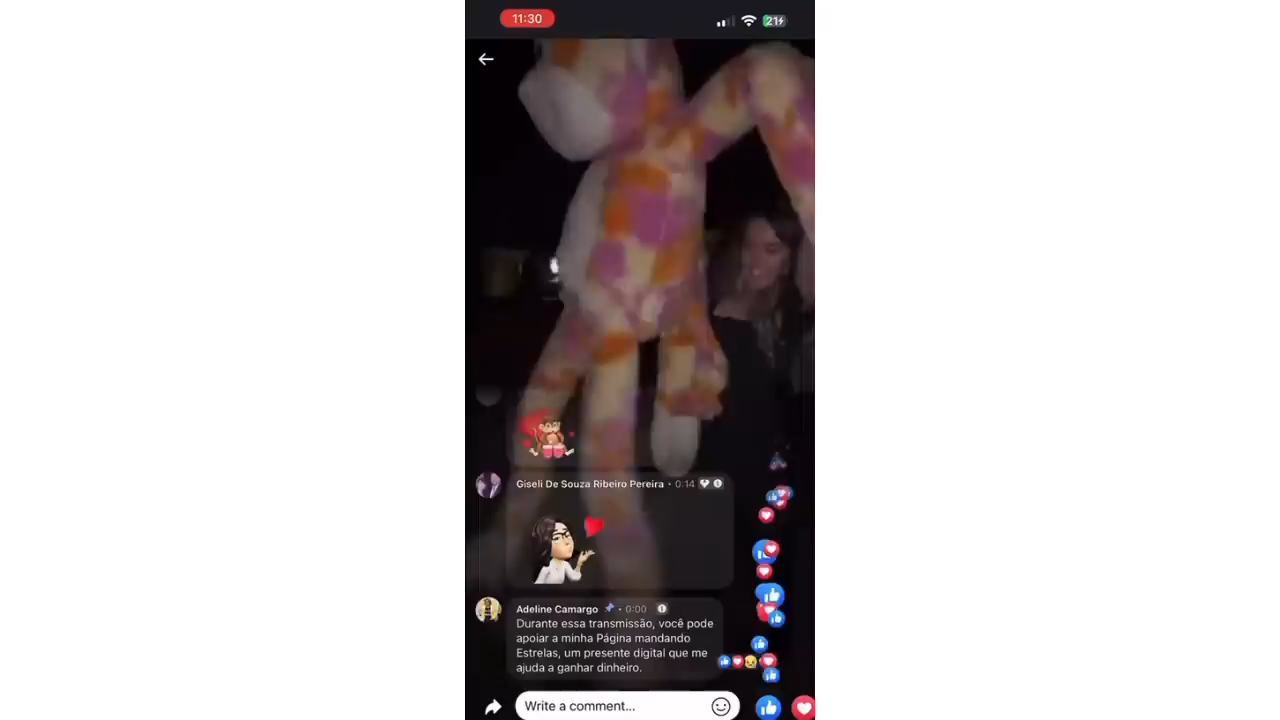 11:30
21
Giseli De Souza Ribeiro Pereira • 0:14
Adeline Camargo • 0:00
Durante essa transmissão, você pode
apoiar a minha Página mandando
Estrelas, um presente digital que me
ajuda a ganhar dinheiro.
Write a comment...